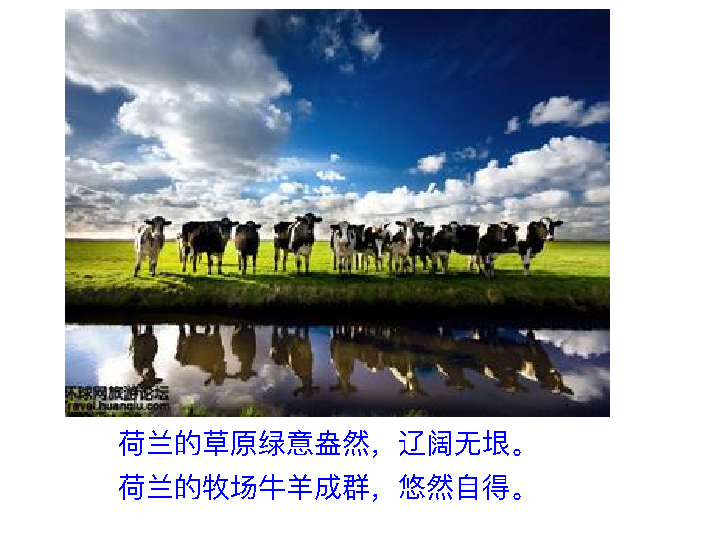 环球网旅游论坛
travel.huanqiu.com
荷兰的草原绿意盎然，辽阔无垠。
荷兰的牧场牛羊成群，悠然自得。